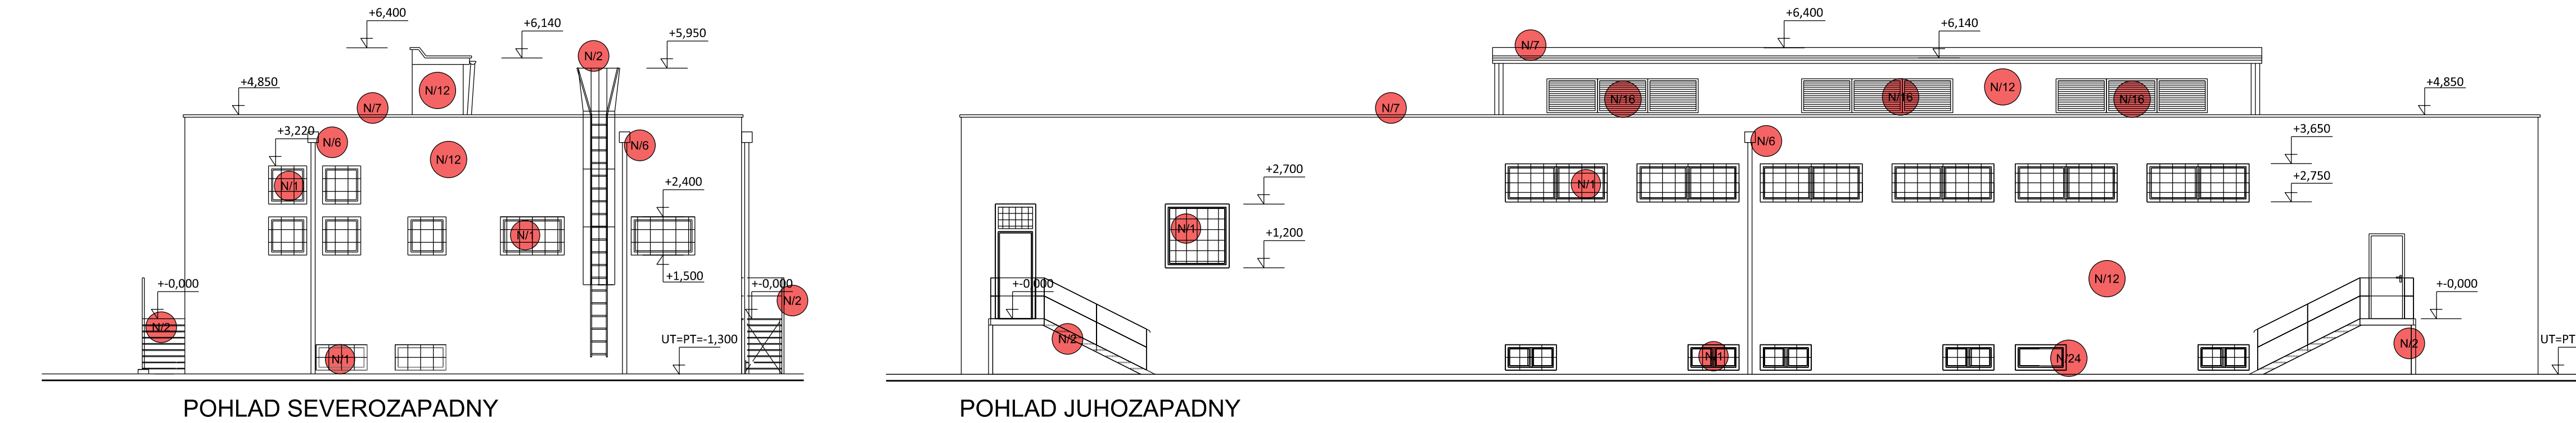 +6,400
+6,140
+5,950
N/2
+4,850
N/12
N/7
+3,220
N/6
N/6
N/12
N/1
+2,400
N/1
+1,500
+-0,000
+-0,000
N/2
N/2
UT=PT=-1,300
N/1
POHLAD SEVEROZAPADNY
+6,400
+6,140
N/7
N/12
+4,850
N/16
N/16
N/16
N/7
+3,650
N/6
+2,700
+2,750
N/1
N/1
+1,200
N/12
+-0,000
+-0,000
N/2
N/2
UT=PT
N/1
N/24
POHLAD JUHOZAPADNY